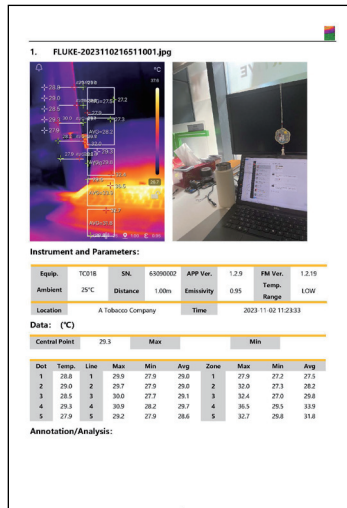 1. FLUKE-2023110216511001.jpg
°C
37.6
Instrument and Parameters:
Equip. TC01B SN. 63090002 APP Ver. 1.2.9 FM Ver. 1.2.19
Ambient 25°C Distance 1.00m Emissivity 0.95 Temp. Range LOW
Location A Tobacco Company Time 2023-11-02 11:23:33
Data: (°C)
Central Point 29.3 Max Min
Dot Temp. Line Max Min Avg Zone Max Min Avg
1 28.8 1 29.9 27.9 29.0 1 27.9 27.2 27.5
2 29.0 2 29.7 27.9 29.0 2 32.0 27.3 28.2
3 28.5 3 30.0 27.7 29.1 3 32.4 27.0 29.8
4 29.3 4 30.9 28.2 29.7 4 36.5 29.5 33.9
5 27.9 5 29.2 27.9 28.6 5 32.7 29.8 31.8
Annotation/Analysis: